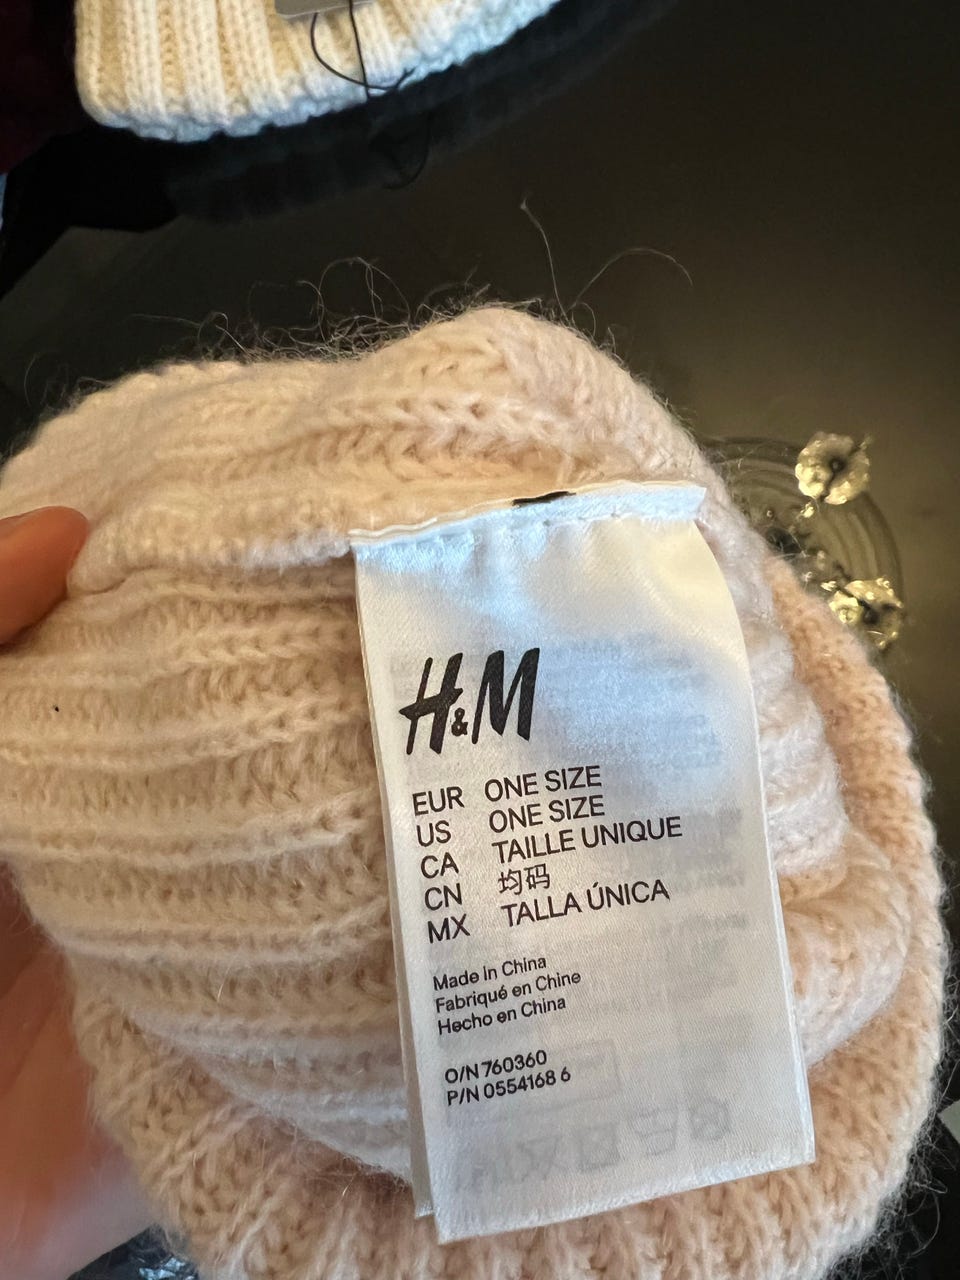 H&M
EUR ONE SIZE
US ONE SIZE
CA TAILLE UNIQUE
CN 均码
MX TALLA ÚNICA
Made in China
Fabriqué en Chine
Hecho en China
O/N 760360
P/N 0554168 6